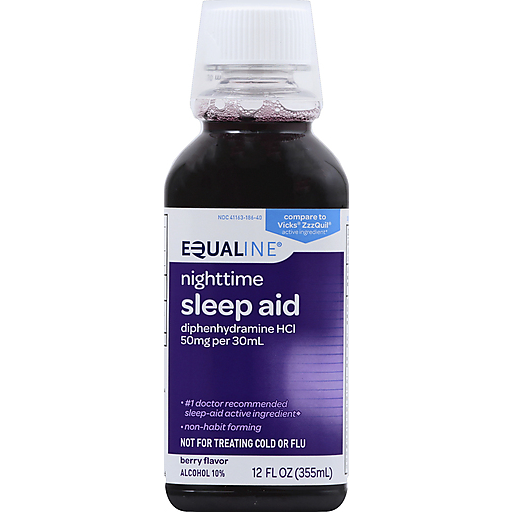 NDC 41163-186-40
compare to
Vicks® ZzzQuil®
active ingredient*
EQUALINE®
nighttime
sleep aid
diphenhydramine HCl
50mg per 30mL
• #1 doctor recommended
sleep-aid active ingredient+
• non-habit forming
NOT FOR TREATING COLD OR FLU
berry flavor
ALCOHOL 10%
12 FL OZ (355mL)